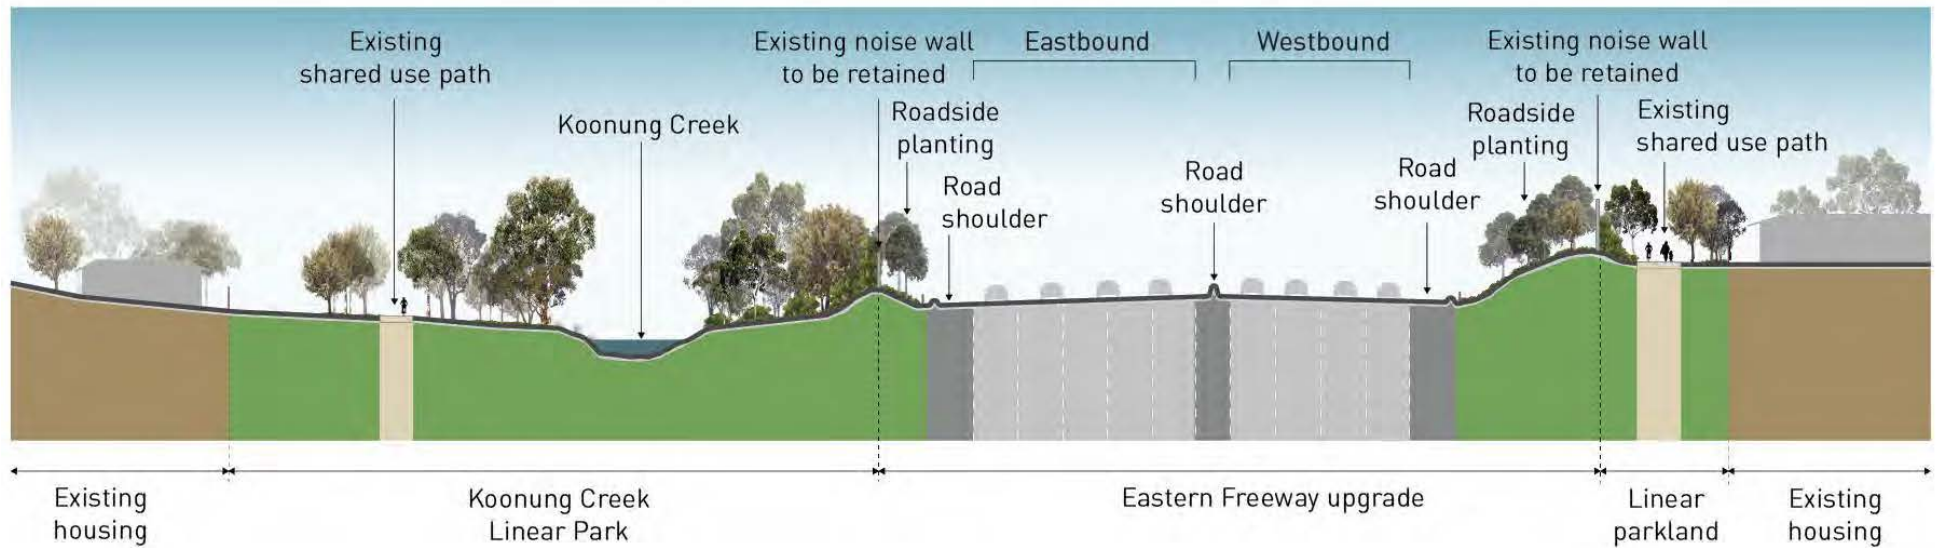 Existing
shared use path
Koonung Creek
Existing noise wall
to be retained
Roadside
planting
Road
shoulder
Eastbound
Road
shoulder
Westbound
Road
shoulder
Roadside
planting
Existing noise wall
to be retained
Existing
shared use path
Existing
housing
Koonung Creek
Linear Park
Eastern Freeway upgrade
Linear
parkland
Existing
housing